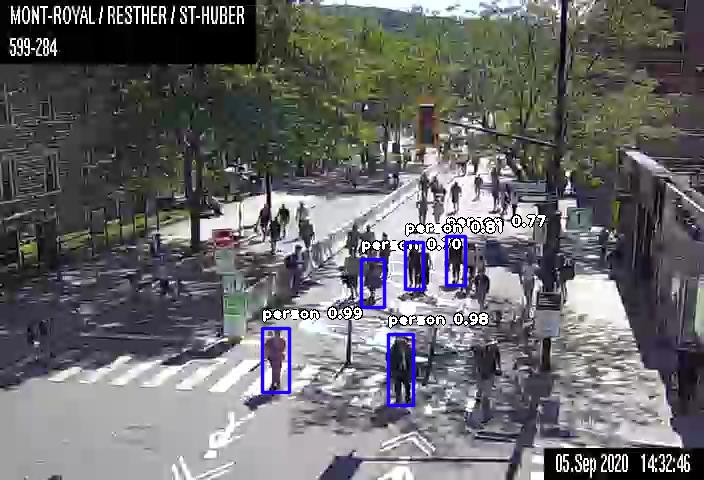 MONT-ROYAL / RESTHER / ST-HUBER
599-284
person 0.77
person 0.81
person 0.70
person 0.99
person 0.98
05.Sep 2020 14:32:46